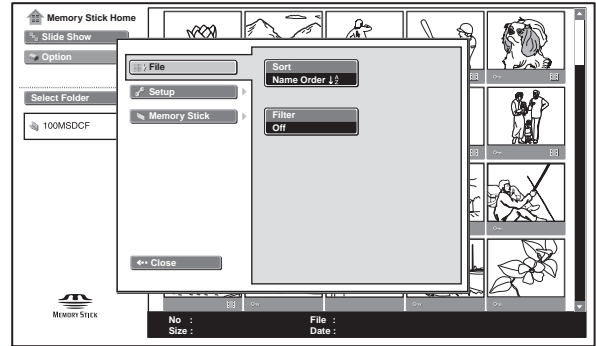 Memory Stick Home
Slide Show
Option
Select Folder
100MSDCF
File
Setup
Memory Stick
Close
Sort
Name Order
Filter
Off
MEMORY STICK
No :
File :
Size :
Date :